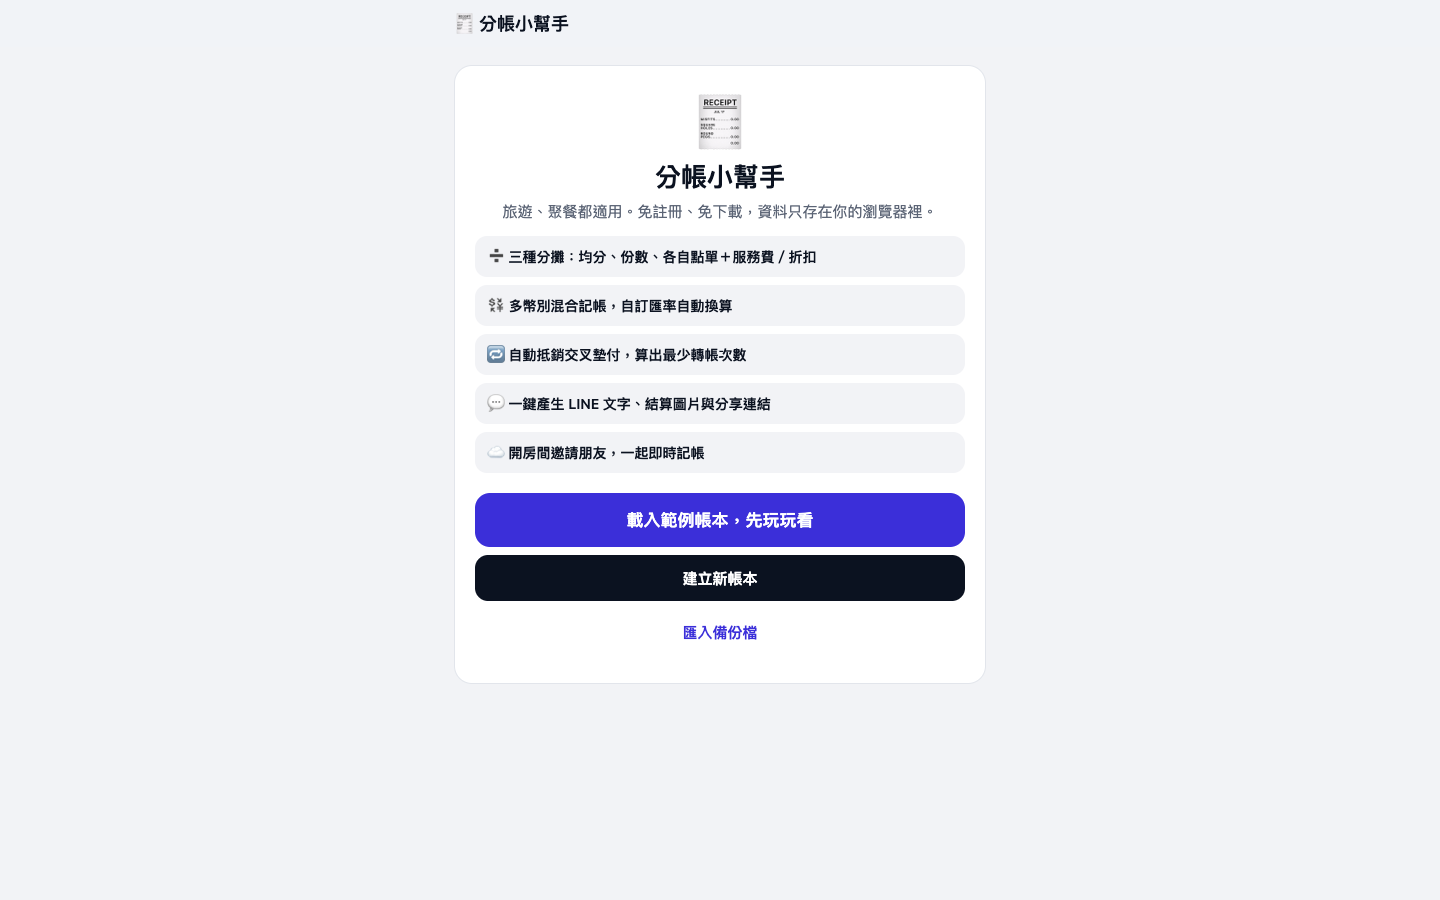 分帳小幫手
RECEIPT
分帳小幫手
旅遊、聚餐都適用。免註冊、免下載，資料只存在你的瀏覽器裡。
三種分攤：均分、份數、各自點單＋服務費 / 折扣
多幣別混合記帳，自訂匯率自動換算
自動抵銷交叉墊付，算出最少轉帳次數
一鍵產生 LINE 文字、結算圖片與分享連結
開房間邀請朋友，一起即時記帳
載入範例帳本，先玩玩看
建立新帳本
匯入備份檔